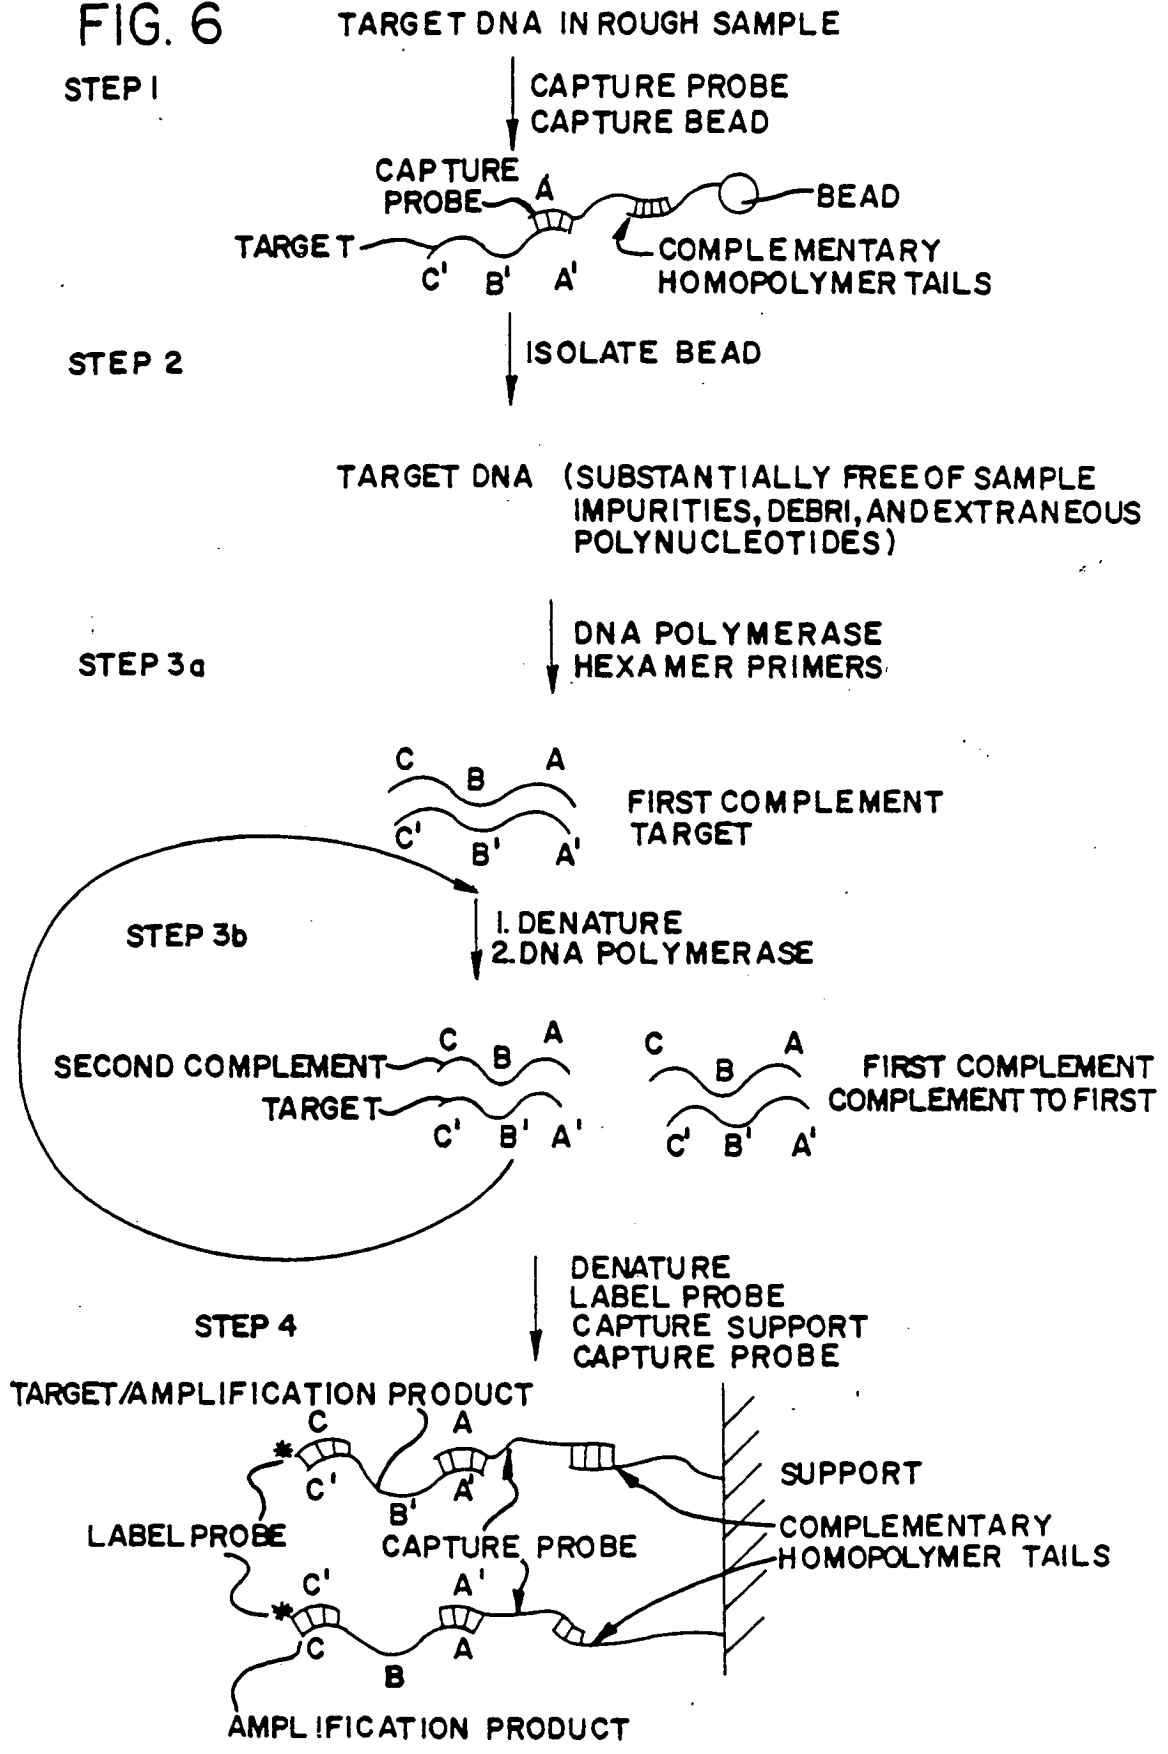 FIG. 6
TARGET DNA IN ROUGH SAMPLE
STEP 1
CAPTURE PROBE
CAPTURE BEAD
CAPTURE
PROBE
A
BEAD
TARGET
COMPLEMENTARY
HOMOPOLYMER TAILS
C' B' A'
STEP 2
ISOLATE BEAD
TARGET DNA (SUBSTANTIALLY FREE OF SAMPLE
IMPURITIES, DEBRI, AND EXTRANEOUS
POLYNUCLEOTIDES)
STEP 3a
DNA POLYMERASE
HEXAMER PRIMERS
C B A
FIRST COMPLEMENT
TARGET
C' B' A'
STEP 3b
1. DENATURE
2. DNA POLYMERASE
C B A
C B A
SECOND COMPLEMENT
FIRST COMPLEMENT
TARGET
COMPLEMENT TO FIRST
C' B' A'
C' B' A'
STEP 4
DENATURE
LABEL PROBE
CAPTURE SUPPORT
CAPTURE PROBE
TARGET/AMPLIFICATION PRODUCT
C A
*
C' B' A'
SUPPORT
LABEL PROBE
CAPTURE PROBE
COMPLEMENTARY
HOMOPOLYMER TAILS
C' A'
*
C B A
AMPLIFICATION PRODUCT